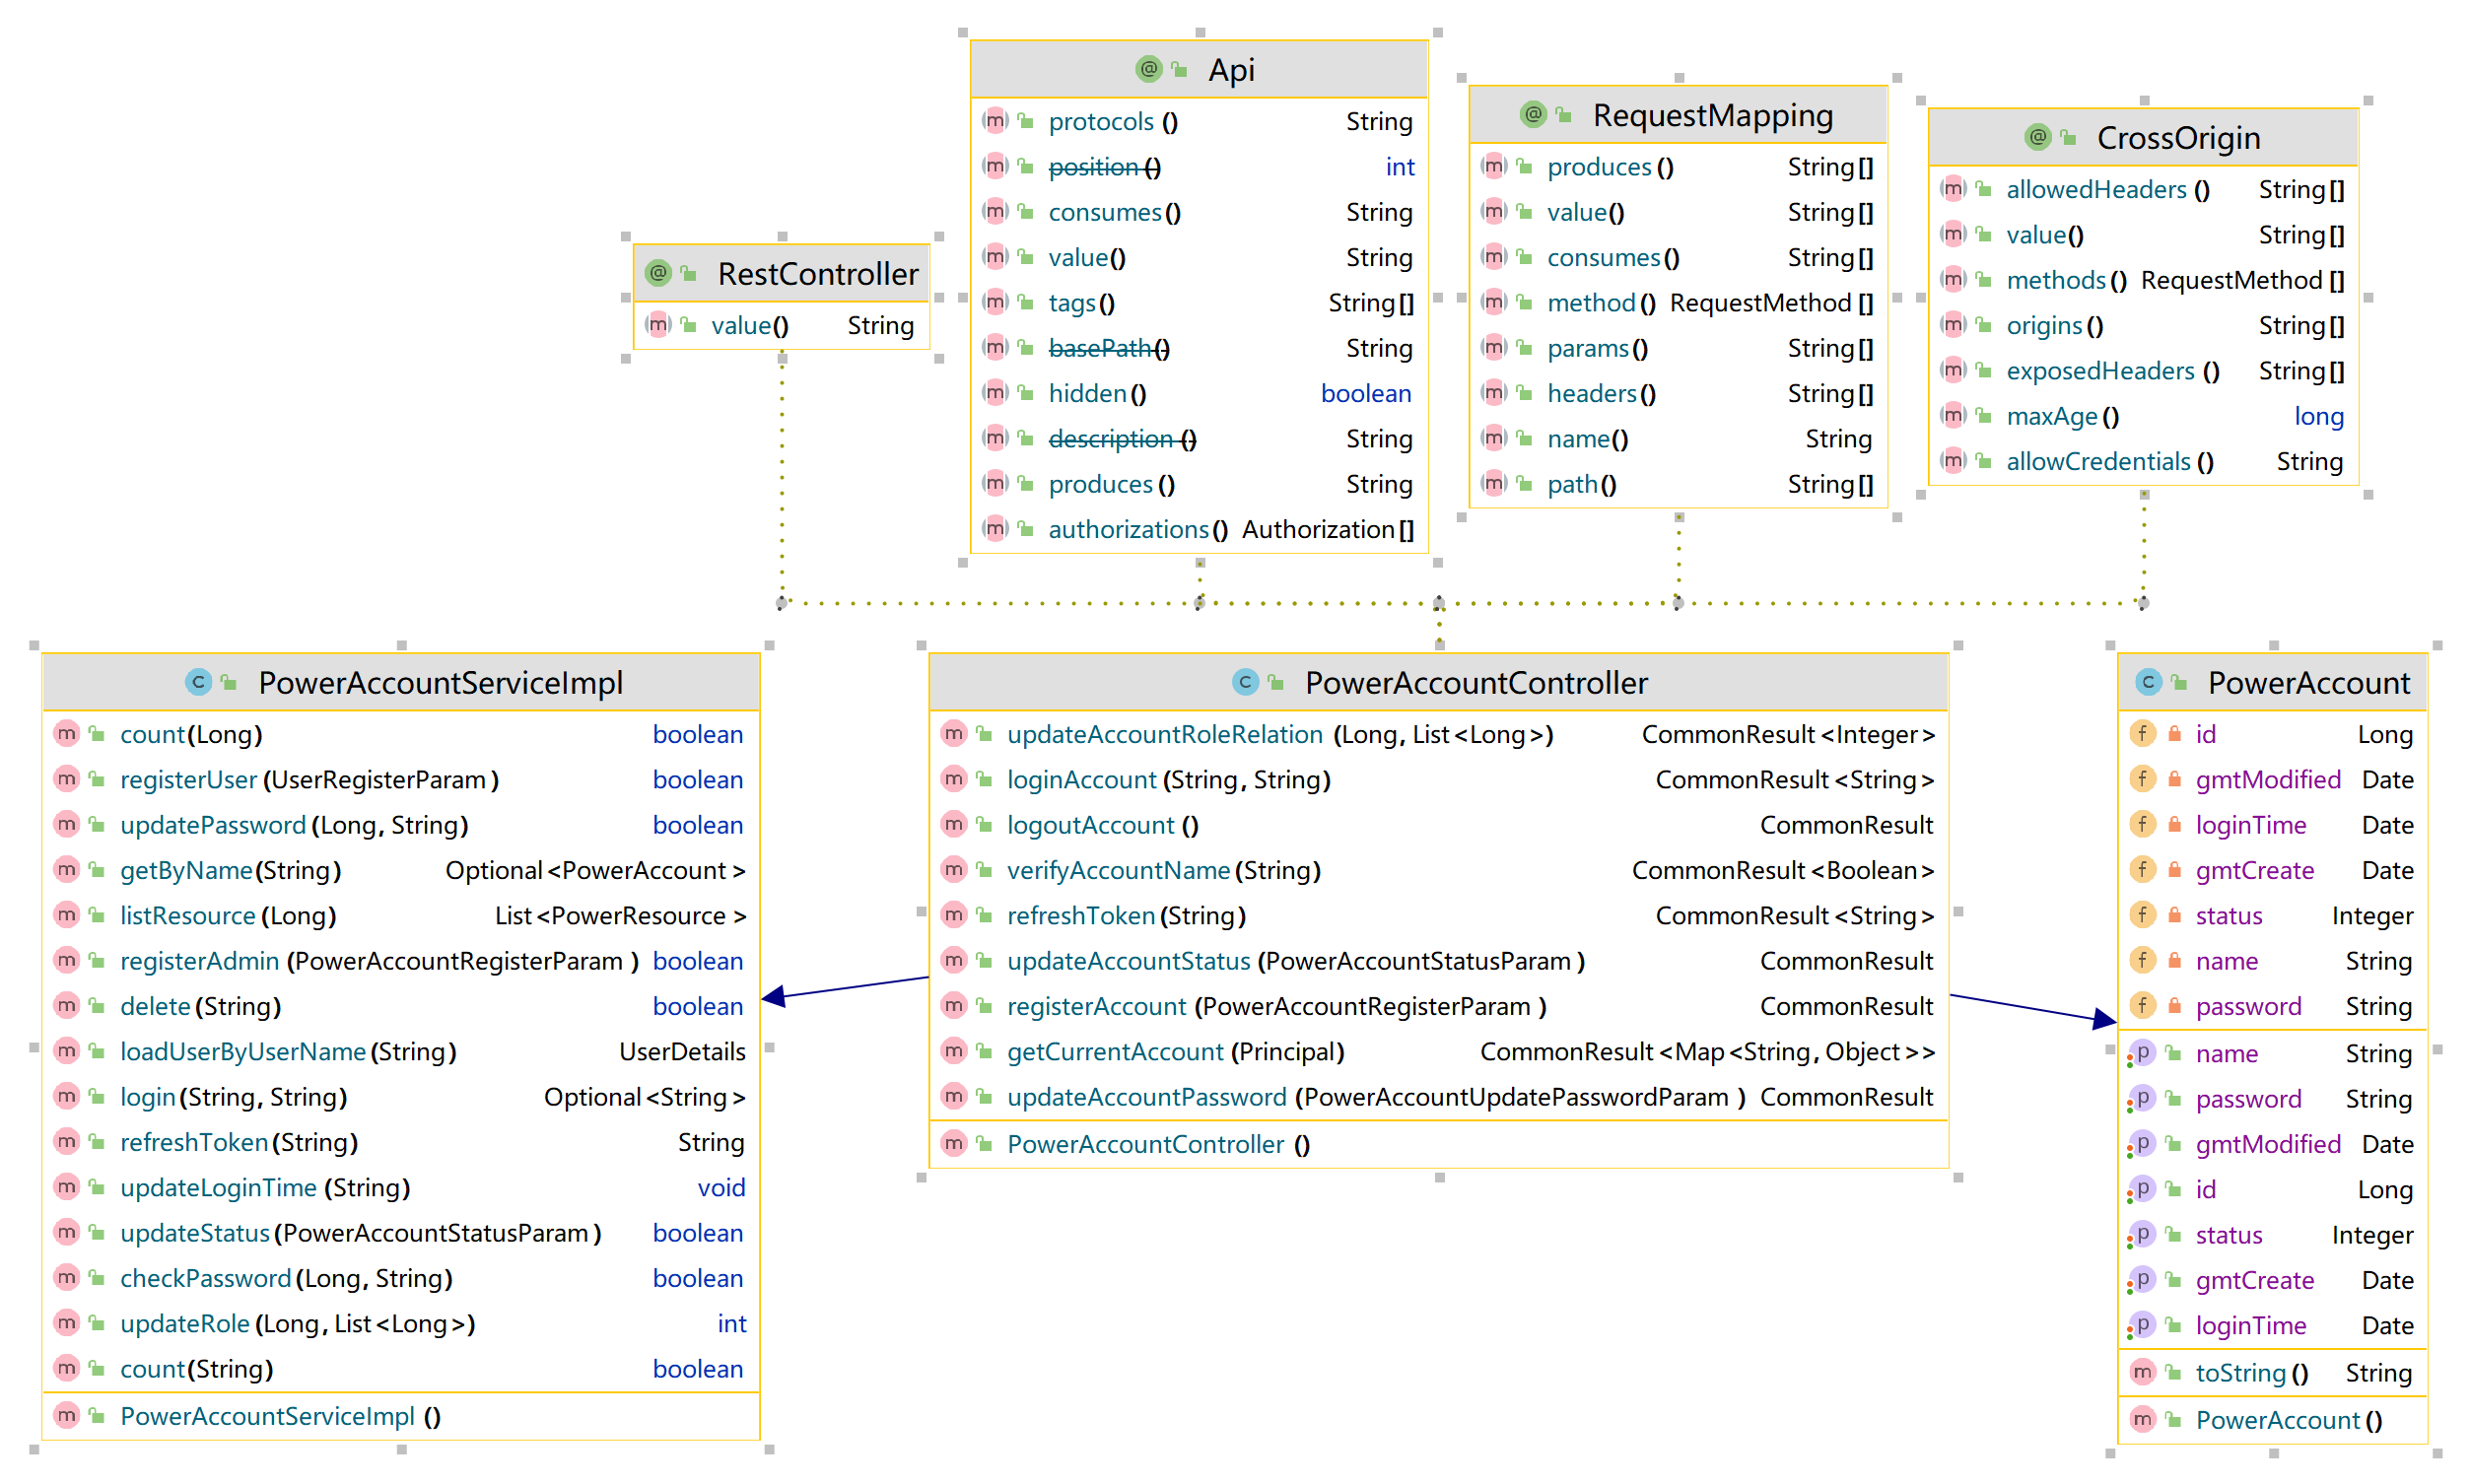 Api
protocols () String
position () int
consumes() String
value() String
tags() String[]
basePath() String
hidden() boolean
description () String
produces () String
authorizations() Authorization[]
RequestMapping
produces() String[]
value() String[]
consumes() String[]
method() RequestMethod []
params() String[]
headers() String[]
name() String
path() String[]
CrossOrigin
allowedHeaders () String[]
value() String[]
methods() RequestMethod []
origins() String[]
exposedHeaders () String[]
maxAge() long
allowCredentials () String
RestController
value() String
PowerAccountServiceImpl
count(Long) boolean
registerUser (UserRegisterParam) boolean
updatePassword(Long, String) boolean
getByName(String) Optional<PowerAccount>
listResource (Long) List<PowerResource>
registerAdmin (PowerAccountRegisterParam) boolean
delete(String) boolean
loadUserByUserName(String) UserDetails
login(String, String) Optional<String>
refreshToken(String) String
updateLoginTime (String) void
updateStatus(PowerAccountStatusParam) boolean
checkPassword(Long, String) boolean
updateRole (Long, List<Long>) int
count(String) boolean
PowerAccountServiceImpl ()
PowerAccountController
updateAccountRoleRelation (Long, List<Long>) CommonResult<Integer>
loginAccount(String, String) CommonResult<String>
logoutAccount () CommonResult
verifyAccountName(String) CommonResult<Boolean>
refreshToken(String) CommonResult<String>
updateAccountStatus (PowerAccountStatusParam) CommonResult
registerAccount (PowerAccountRegisterParam) CommonResult
getCurrentAccount (Principal) CommonResult<Map<String, Object>>
updateAccountPassword (PowerAccountUpdatePasswordParam) CommonResult
PowerAccountController ()
PowerAccount
id Long
gmtModified Date
loginTime Date
gmtCreate Date
status Integer
name String
password String
name String
password String
gmtModified Date
id Long
status Integer
gmtCreate Date
loginTime Date
toString() String
PowerAccount()